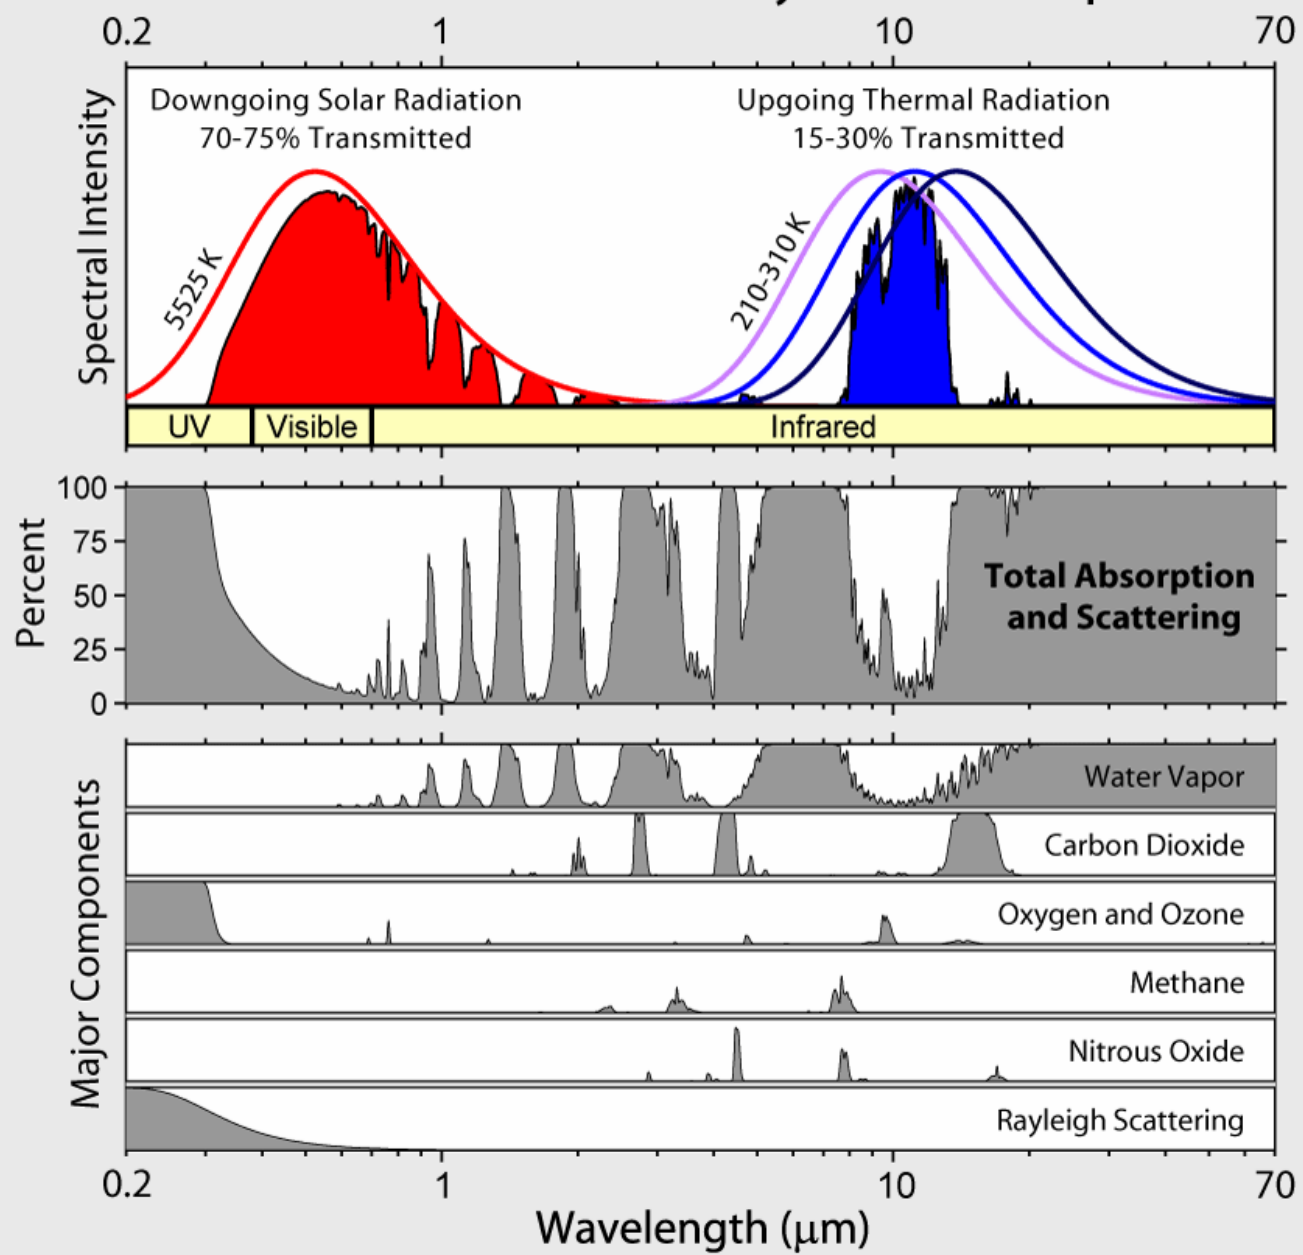 0.2 1 10 70
Downgoing Solar Radiation
70-75% Transmitted
Upgoing Thermal Radiation
15-30% Transmitted
Spectral Intensity
5525 K
210-310 K
UV Visible Infrared
Percent
100
75
50
25
0
Total Absorption
and Scattering
Major Components
Water Vapor
Carbon Dioxide
Oxygen and Ozone
Methane
Nitrous Oxide
Rayleigh Scattering
0.2 1 10 70
Wavelength (μm)